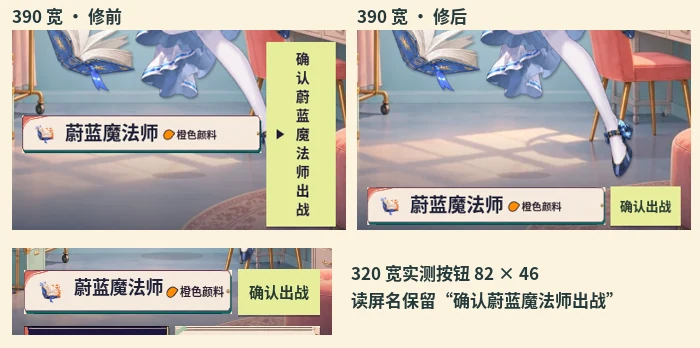 390 宽 · 修前
390 宽 · 修后
蔚蓝魔法师 橙色颜料
▶
确认蔚蓝魔法师出战
蔚蓝魔法师 橙色颜料
确认出战
蔚蓝魔法师 橙色颜料
确认出战
320 宽实测按钮 82 × 46
读屏名保留“确认蔚蓝魔法师出战”